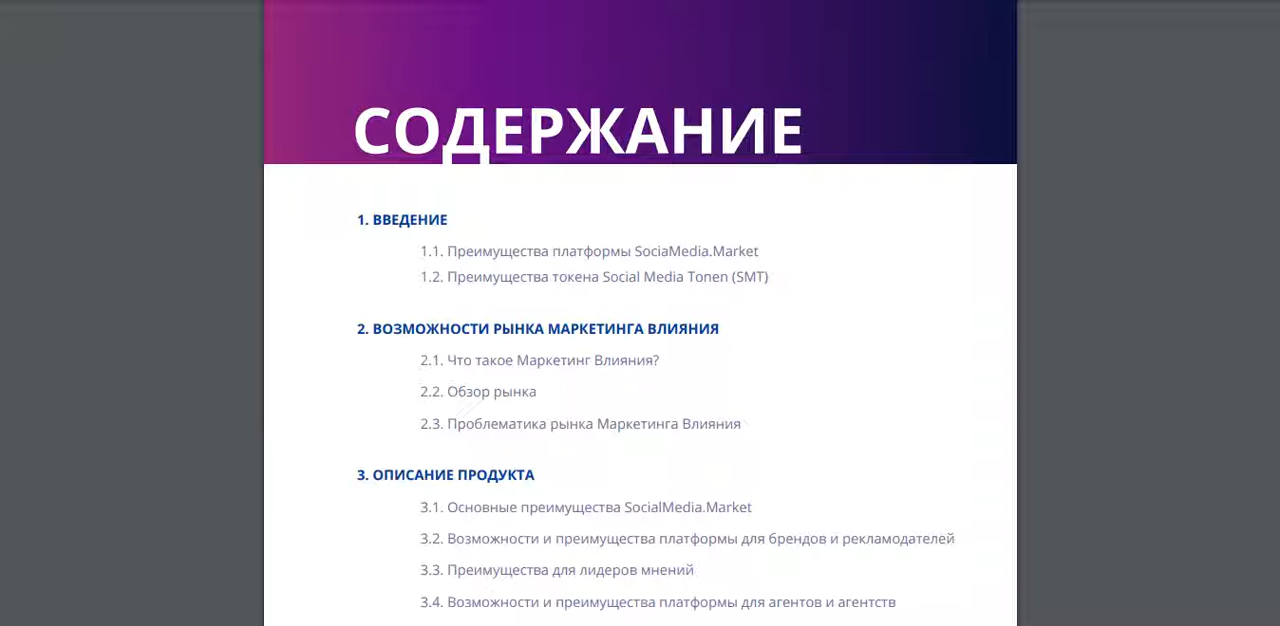 СОДЕРЖАНИЕ
1. ВВЕДЕНИЕ
1.1. Преимущества платформы SociaMedia.Market
1.2. Преимущества токена Social Media Tonen (SMT)
2. ВОЗМОЖНОСТИ РЫНКА МАРКЕТИНГА ВЛИЯНИЯ
2.1. Что такое Маркетинг Влияния?
2.2. Обзор рынка
2.3. Проблематика рынка Маркетинга Влияния
3. ОПИСАНИЕ ПРОДУКТА
3.1. Основные преимущества SocialMedia.Market
3.2. Возможности и преимущества платформы для брендов и рекламодателей
3.3. Преимущества для лидеров мнений
3.4. Возможности и преимущества платформы для агентов и агентств